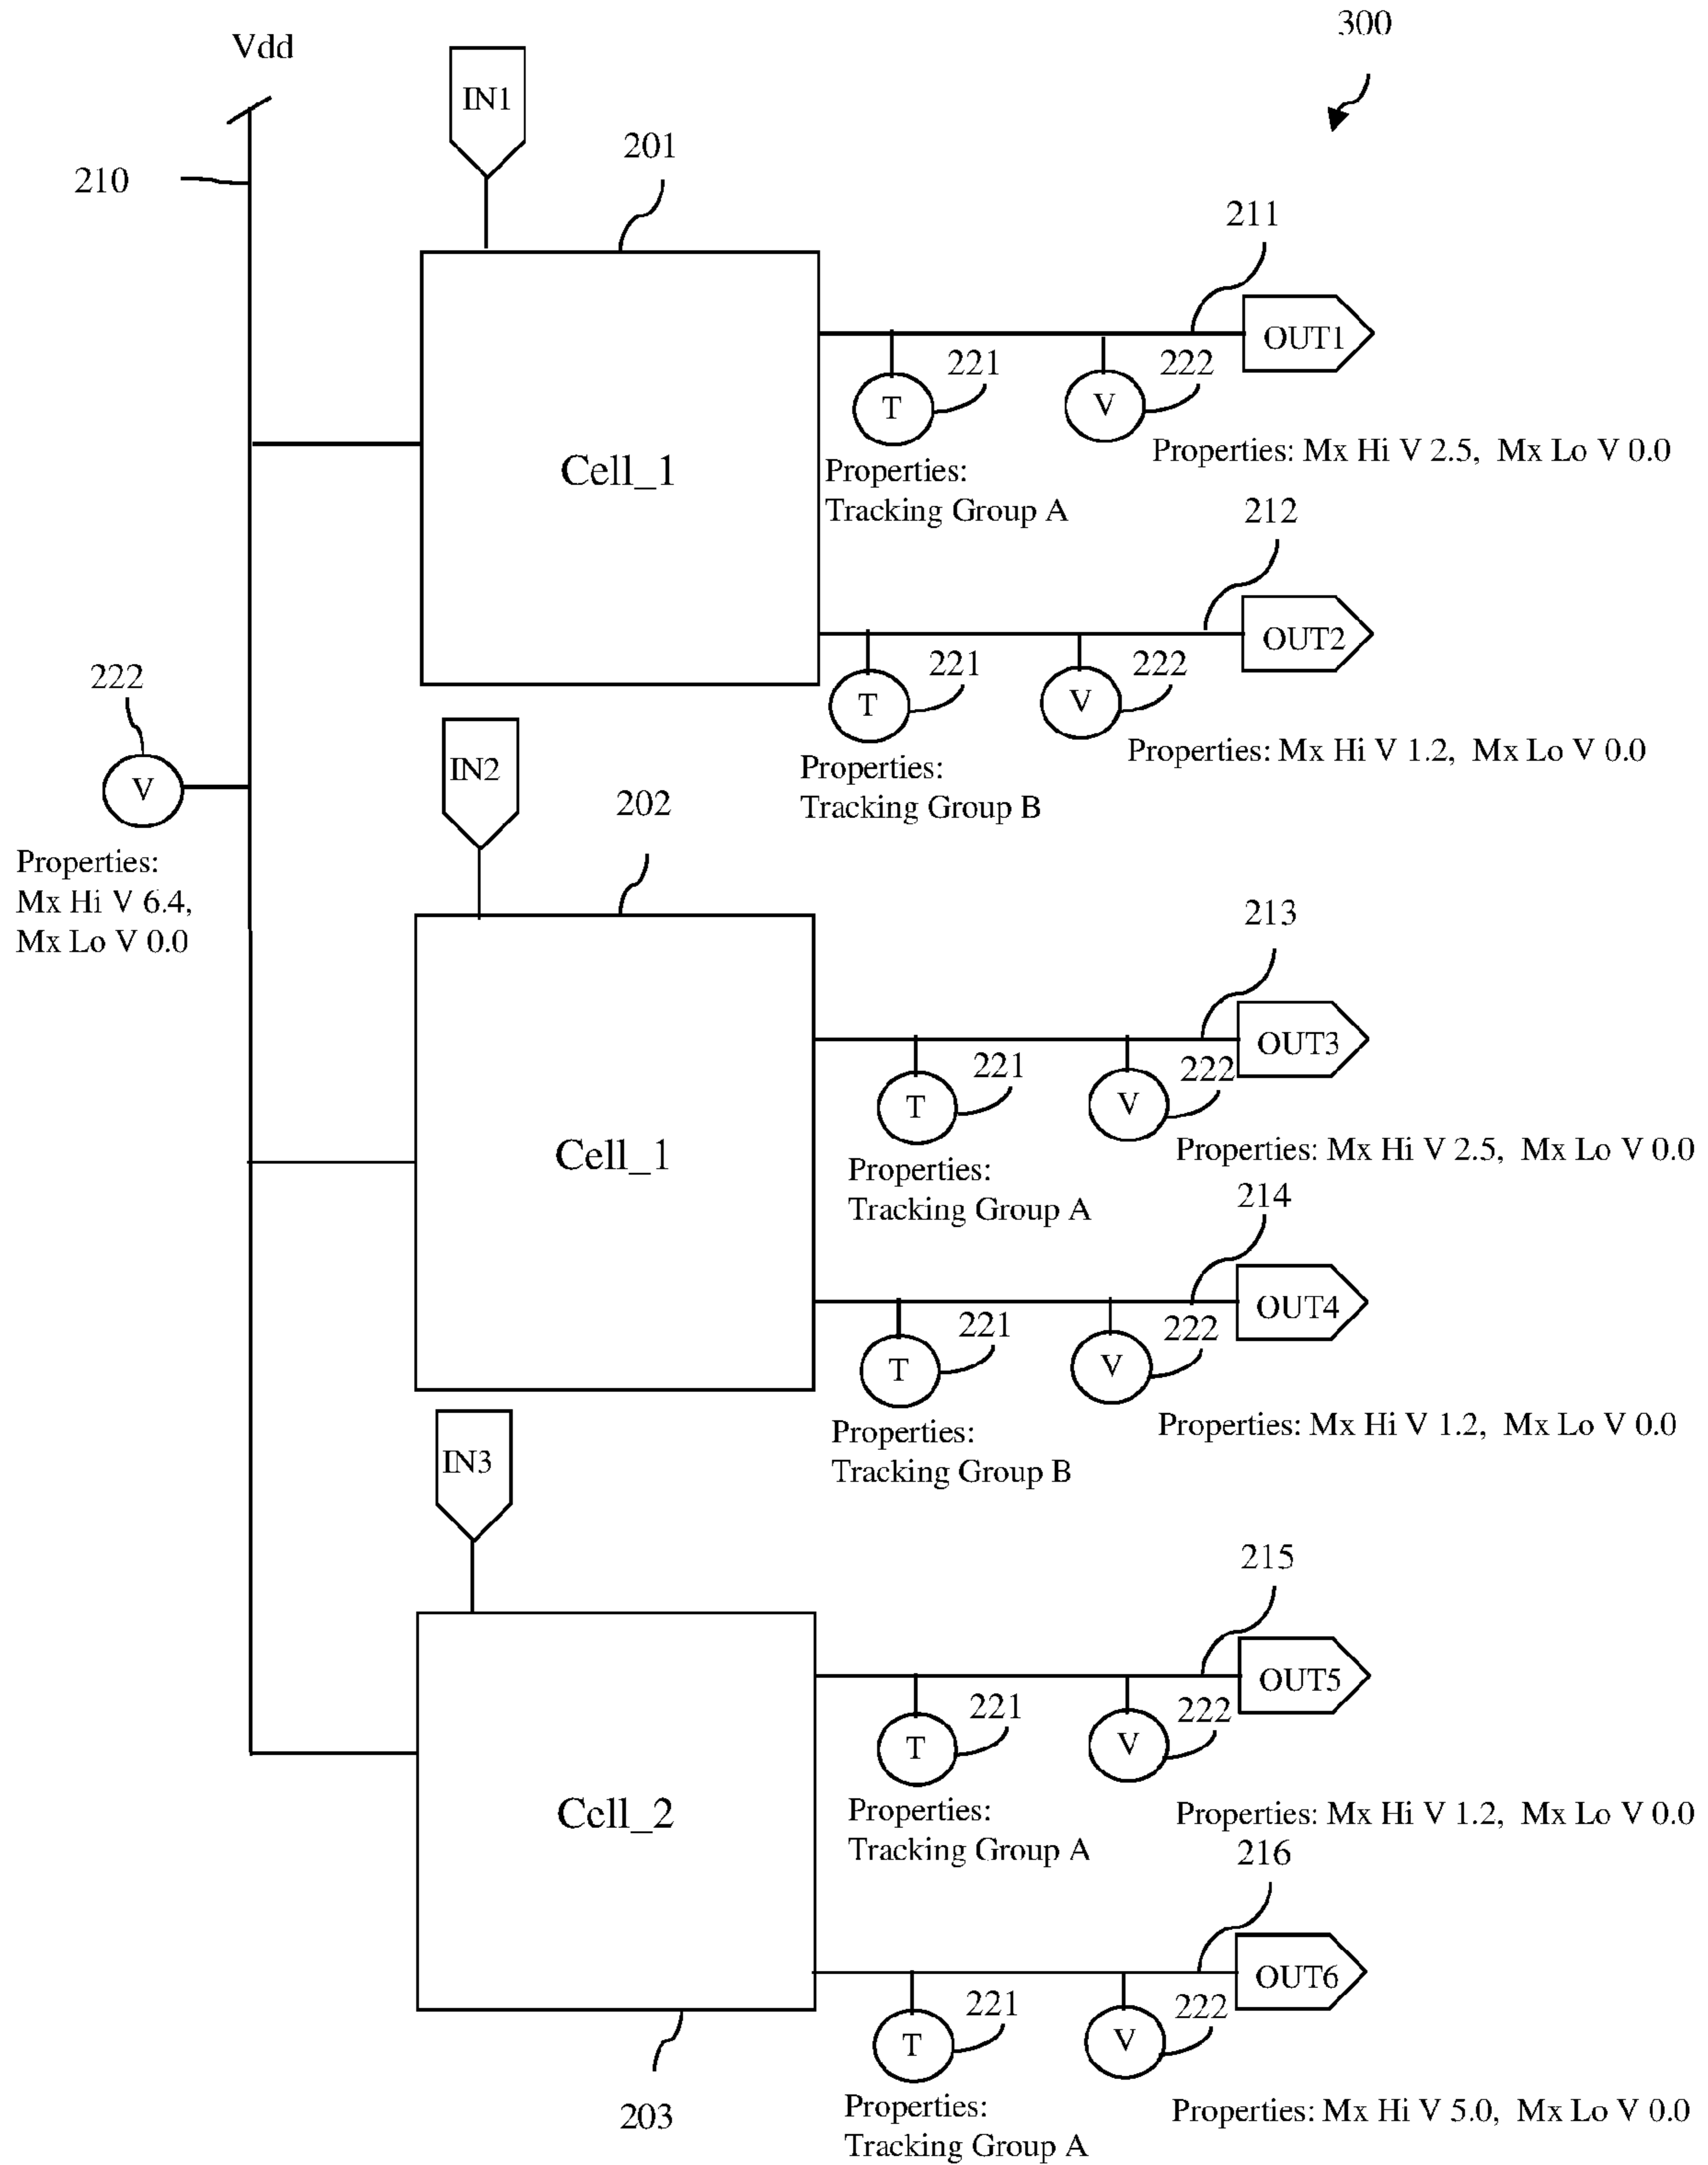 300
Vdd
IN1
210
201
211
OUT1
221
222
T
V
Properties: Mx Hi V 2.5, Mx Lo V 0.0
Cell_1
Properties:
Tracking Group A
212
OUT2
221
222
222
T
V
Properties: Mx Hi V 1.2, Mx Lo V 0.0
IN2
Properties:
V
Tracking Group B
202
Properties:
Mx Hi V 6.4,
Mx Lo V 0.0
213
OUT3
221
222
T
V
Properties: Mx Hi V 2.5, Mx Lo V 0.0
Cell_1
Properties:
Tracking Group A
214
OUT4
221
222
T
V
Properties: Mx Hi V 1.2, Mx Lo V 0.0
Properties:
IN3
Tracking Group B
215
OUT5
221
222
T
V
Cell_2
Properties:
Properties: Mx Hi V 1.2, Mx Lo V 0.0
Tracking Group A
216
OUT6
221
222
T
V
203
Properties:
Properties: Mx Hi V 5.0, Mx Lo V 0.0
Tracking Group A